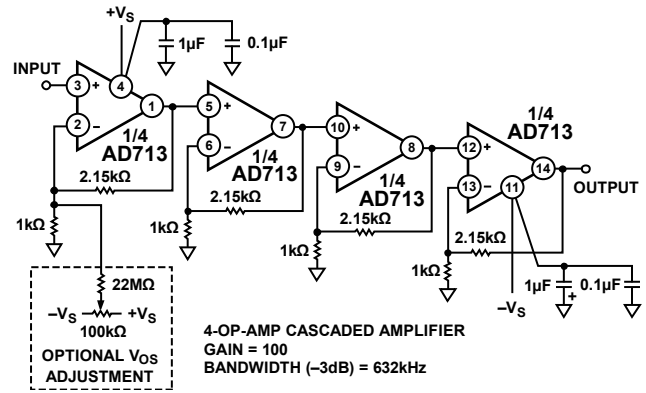 +VS
1µF
0.1µF
INPUT
3
+
4
1
2
–
1/4
AD713
2.15kΩ
1kΩ
5
+
7
6
–
1/4
AD713
2.15kΩ
1kΩ
10
+
8
9
–
1/4
AD713
2.15kΩ
1kΩ
1/4
AD713
12
+
14
13
–
11
OUTPUT
2.15kΩ
1kΩ
–VS
1µF
+
0.1µF
22MΩ
–VS
+VS
100kΩ
OPTIONAL VOS
ADJUSTMENT
4-OP-AMP CASCADED AMPLIFIER
GAIN = 100
BANDWIDTH (–3dB) = 632kHz